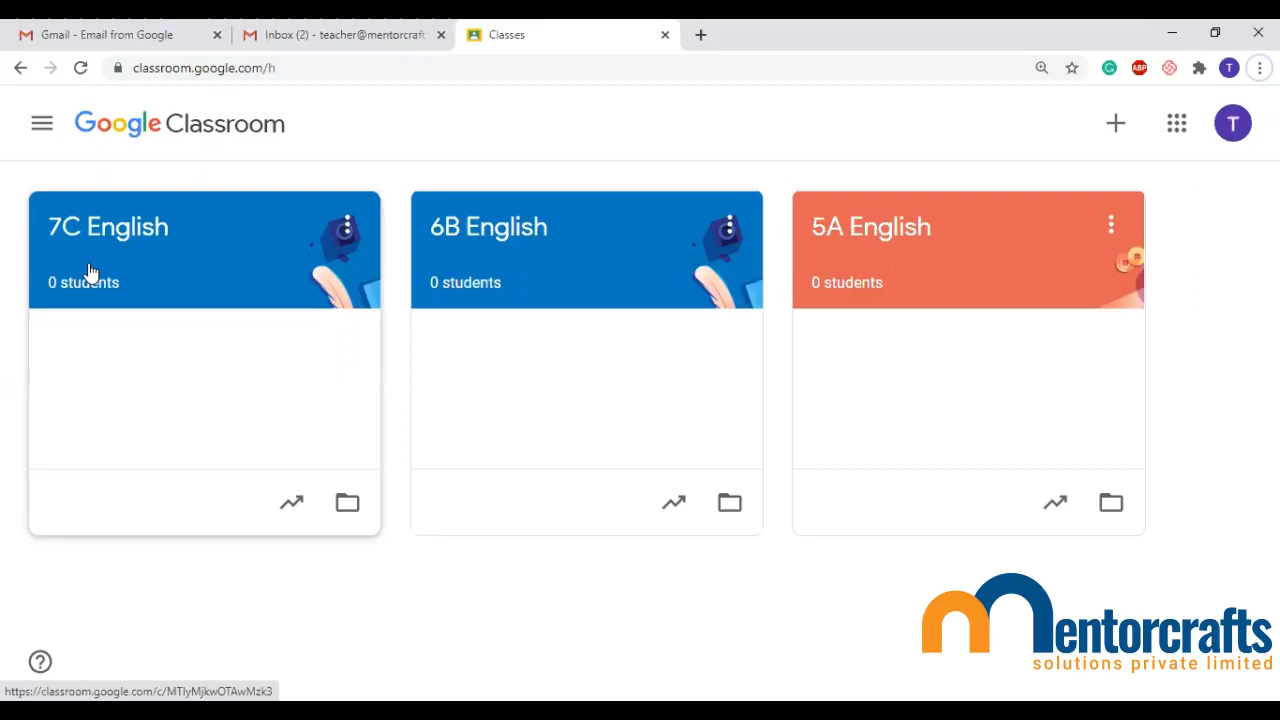 Gmail - Email from Google
Inbox (2) - teacher@mentorcraft
Classes
classroom.google.com/h
ABP
T
Google Classroom
T
7C English
0 students
6B English
0 students
5A English
0 students
mentorcrafts
solutions private limited
https://classroom.google.com/c/MTIyMjkwOTAwMzk3